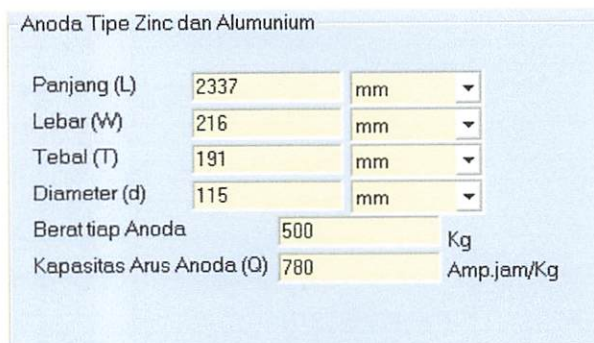 Anoda Tipe Zinc dan Alumunium
Panjang (L) 2337 mm
Lebar (W) 216 mm
Tebal (T) 191 mm
Diameter (d) 115 mm
Berat tiap Anoda 500 Kg
Kapasitas Arus Anoda (Q) 780 Amp.jam/Kg